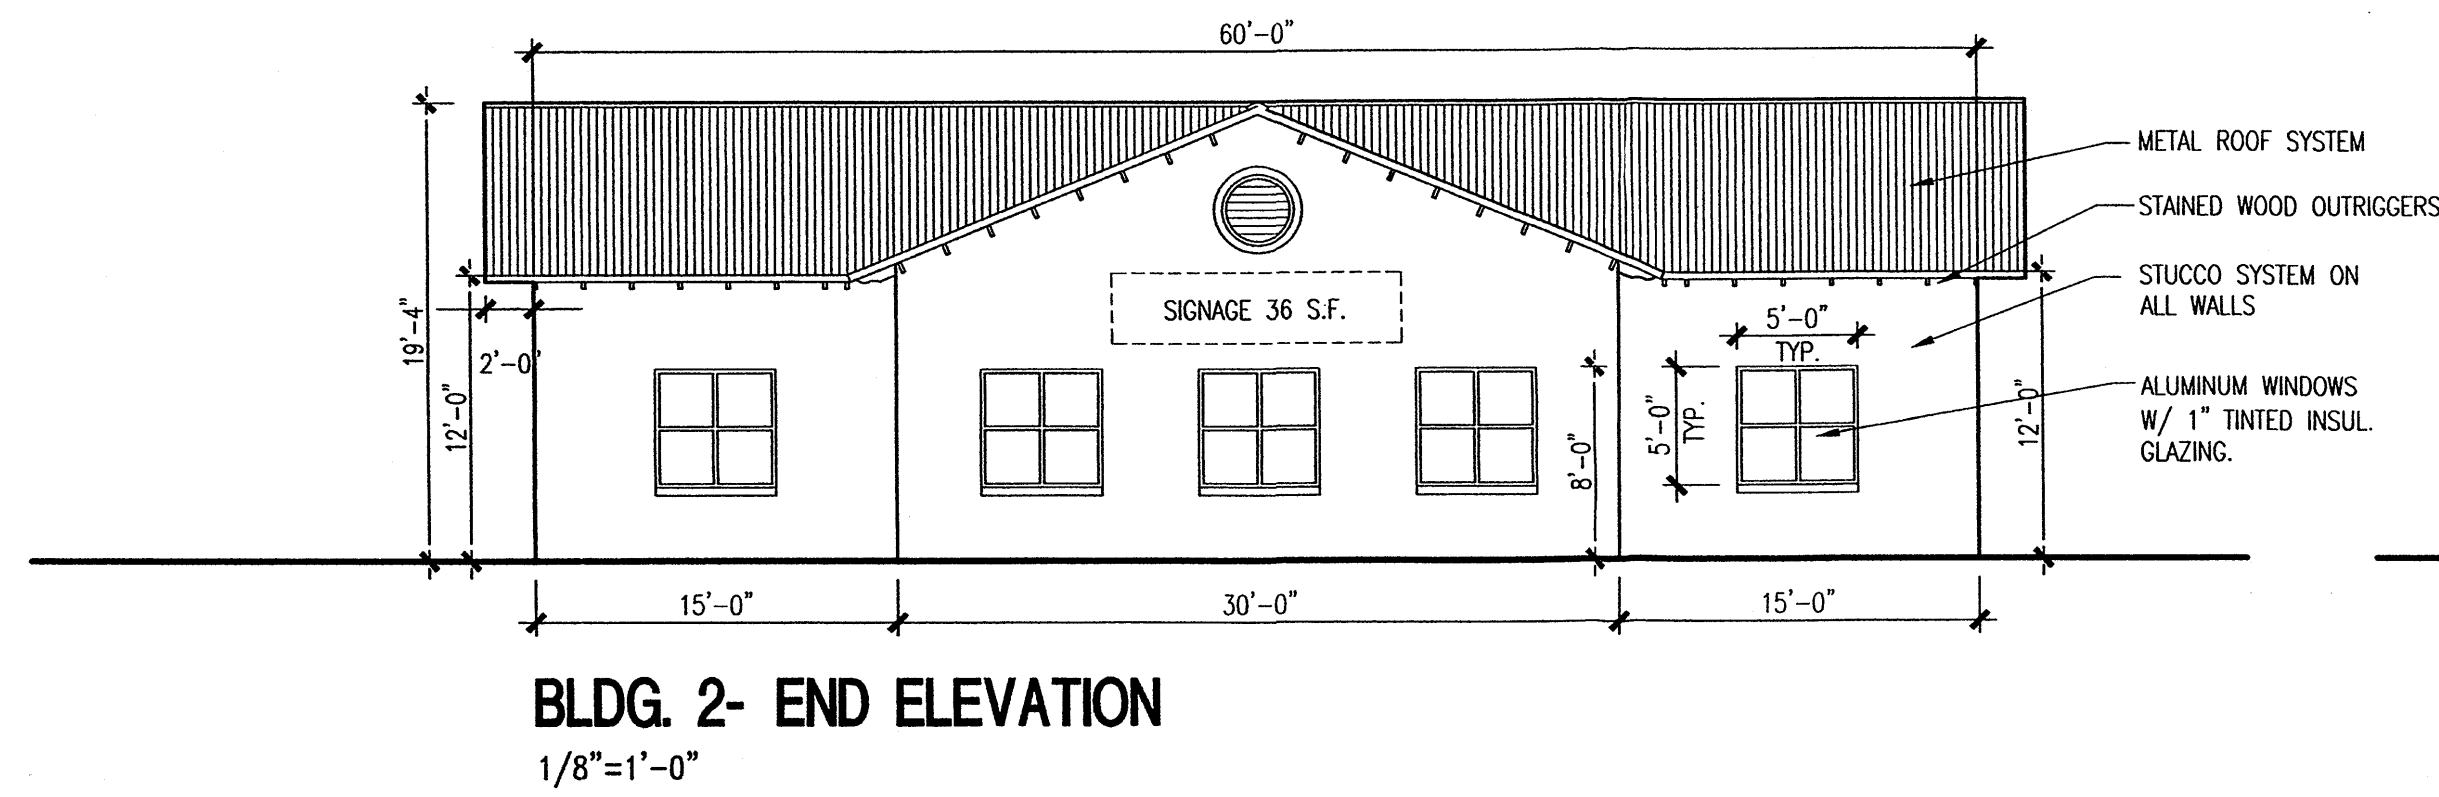 60'-0"
METAL ROOF SYSTEM
STAINED WOOD OUTRIGGERS
STUCCO SYSTEM ON
ALL WALLS
SIGNAGE 36 S.F.
5'-0"
TYP.
19'-4"
2'-0'
12'-0"
8'-0"
5'-0"
TYP.
12'-0"
ALUMINUM WINDOWS
W/ 1" TINTED INSUL.
GLAZING.
15'-0"
30'-0"
15'-0"
BLDG. 2- END ELEVATION
1/8"=1'-0"